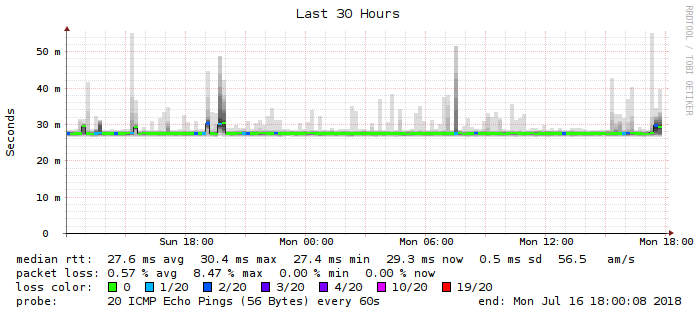 Last 30 Hours
RRDTOOL / TOBI OETIKER
Seconds
50 m
40 m
30 m
20 m
10 m
0
Sun 18:00 Mon 00:00 Mon 06:00 Mon 12:00 Mon 18:00
median rtt: 27.6 ms avg 30.4 ms max 27.4 ms min 29.3 ms now 0.5 ms sd 56.5 am/s
packet loss: 0.57 % avg 8.47 % max 0.00 % min 0.00 % now
loss color: 0 1/20 2/20 3/20 4/20 10/20 19/20
probe: 20 ICMP Echo Pings (56 Bytes) every 60s end: Mon Jul 16 18:00:08 2018